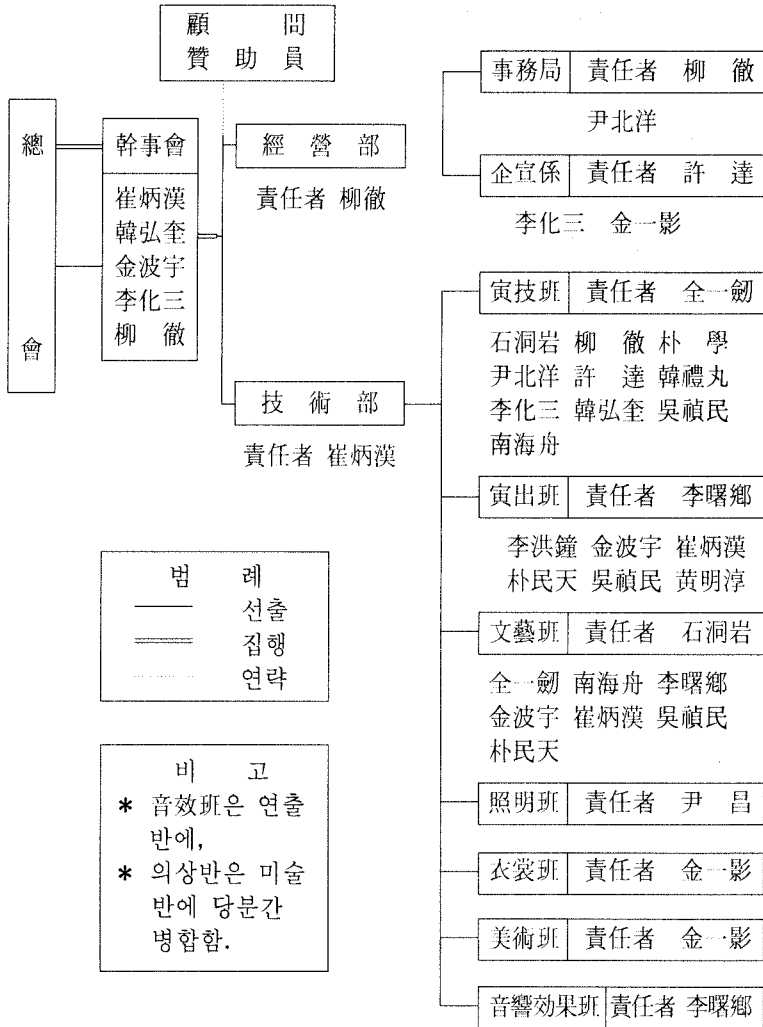 顧問
贊助員
總會
幹事會
崔炳漢
韓弘奎
金波宇
李化三
柳徹
經營部
責任者 柳徹
技術部
責任者 崔炳漢
事務局 責任者 柳徹
尹北洋
企宣係 責任者 許達
李化三 金一影
寅技班 責任者 全一劒
石洞岩 柳徹 朴學
尹北洋 許達 韓禮丸
李化三 韓弘奎 吳禎民
南海舟
寅出班 責任者 李曙鄕
李洪鐘 金波宇 崔炳漢
朴民天 吳禎民 黃明淳
文藝班 責任者 石洞岩
全一劒 南海舟 李曙鄕
金波宇 崔炳漢 吳禎民
朴民天
照明班 責任者 尹昌
衣裳班 責任者 金一影
美術班 責任者 金一影
音響効果班 責任者 李曙鄕
범례
선출
집행
연략
비고
* 音效班은 연출
반에,
* 의상반은 미술
반에 당분간
병합함.